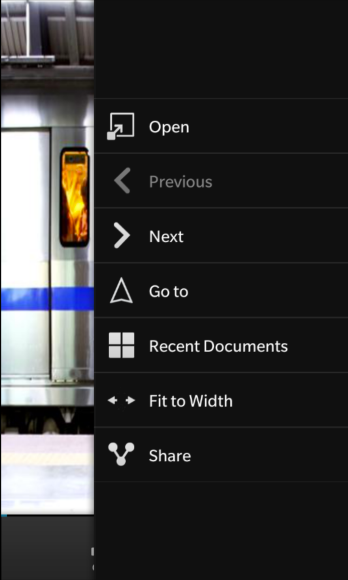 Open
Previous
Next
Go to
Recent Documents
Fit to Width
Share